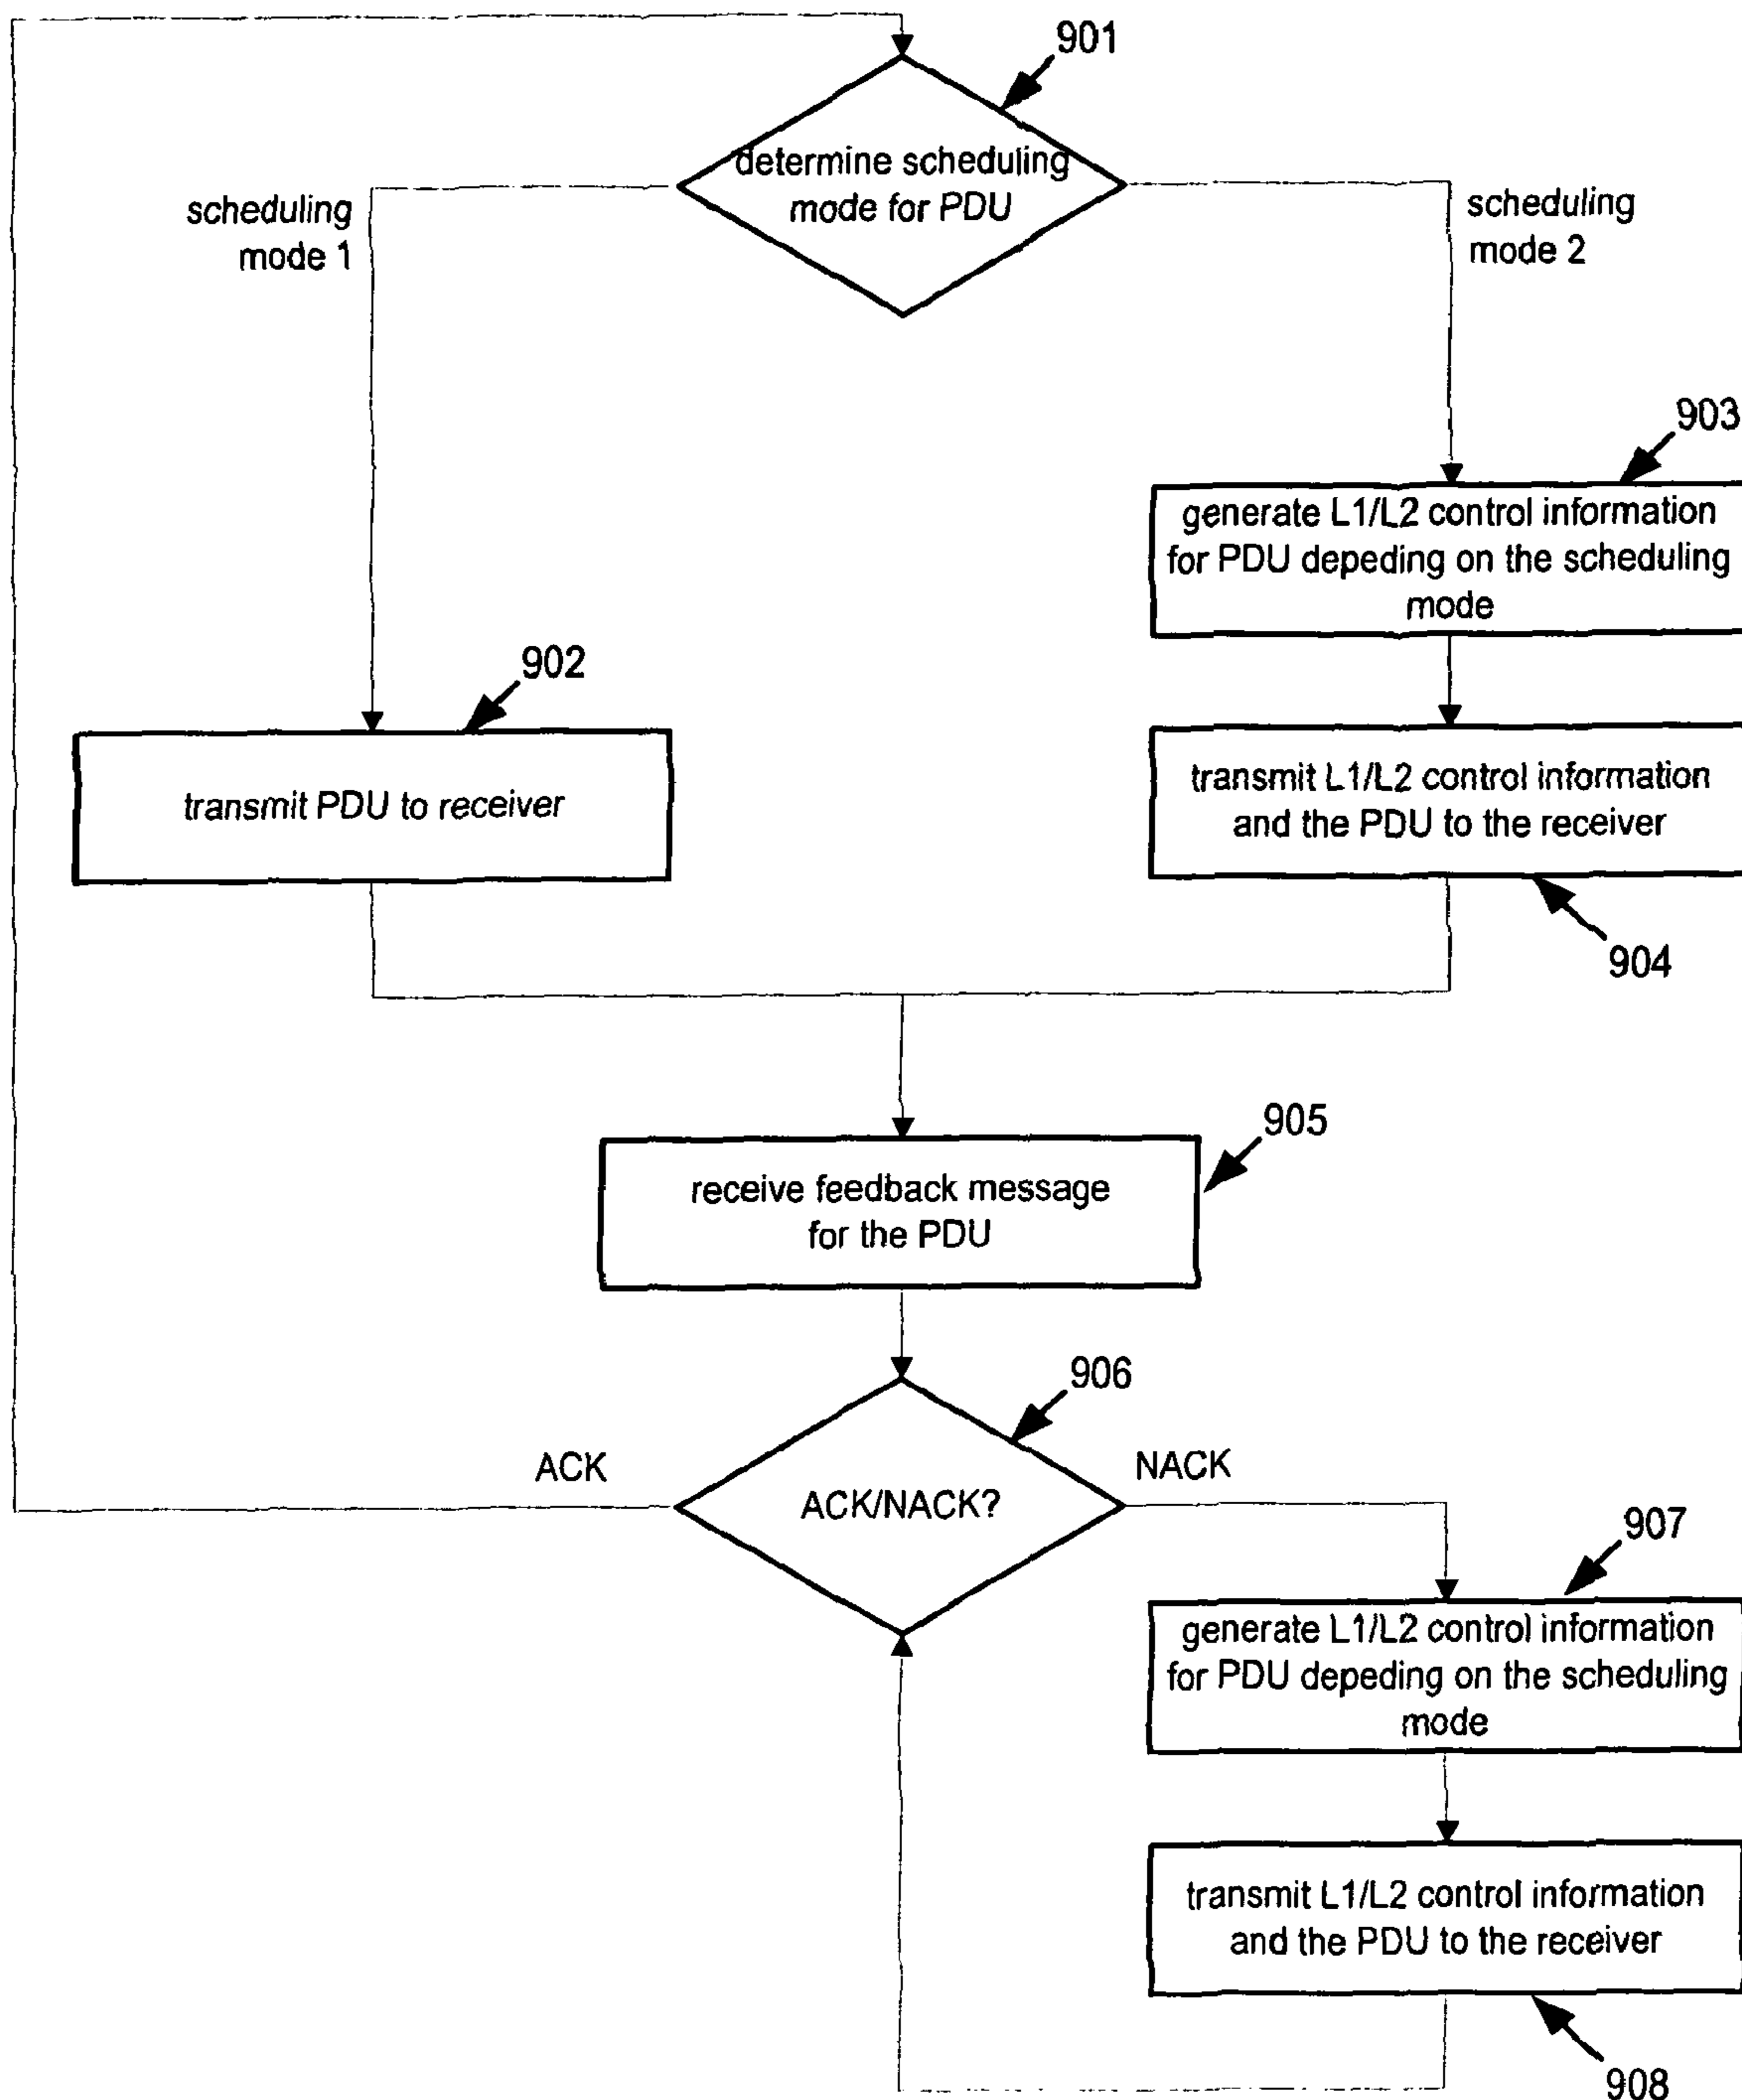 901
determine scheduling
mode for PDU
scheduling
mode 1
scheduling
mode 2
903
generate L1/L2 control information
for PDU depeding on the scheduling
mode
902
transmit PDU to receiver
transmit L1/L2 control information
and the PDU to the receiver
904
905
receive feedback message
for the PDU
906
ACK
NACK
ACK/NACK?
907
generate L1/L2 control information
for PDU depeding on the scheduling
mode
transmit L1/L2 control information
and the PDU to the receiver
908